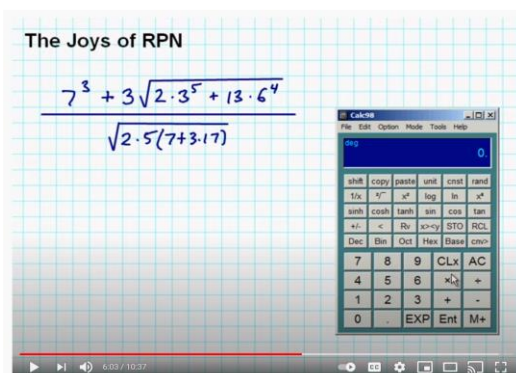 The Joys of RPN
7³ + 3√(2·3⁵ + 13·6⁴)
√(2·5(7+3·17))
Calc98
File Edit Option Mode Tools Help
deg
0.
shift copy paste unit cnst rand
1/x x² log ln
sinh cosh tanh sin cos tan
+/- < Rv x><y STO RCL
Dec Bin Oct Hex Base cnv>
7 8 9 CLx AC
4 5 6 × ÷
1 2 3 + -
0 . EXP Ent M+
6:03 / 10:37
CC